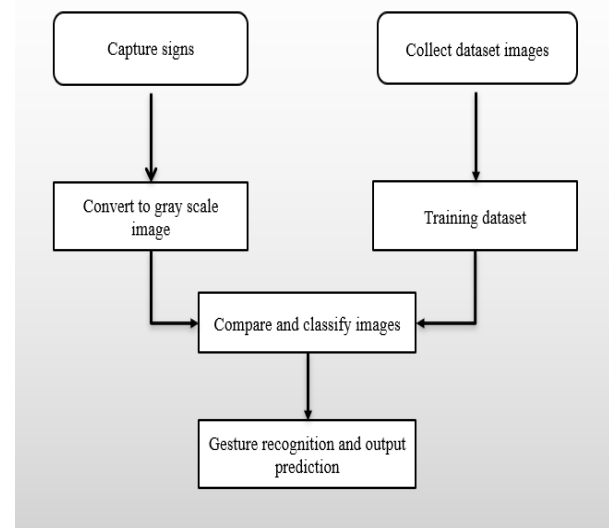 Capture signs
Collect dataset images
Convert to gray scale
image
Training dataset
Compare and classify images
Gesture recognition and output
prediction